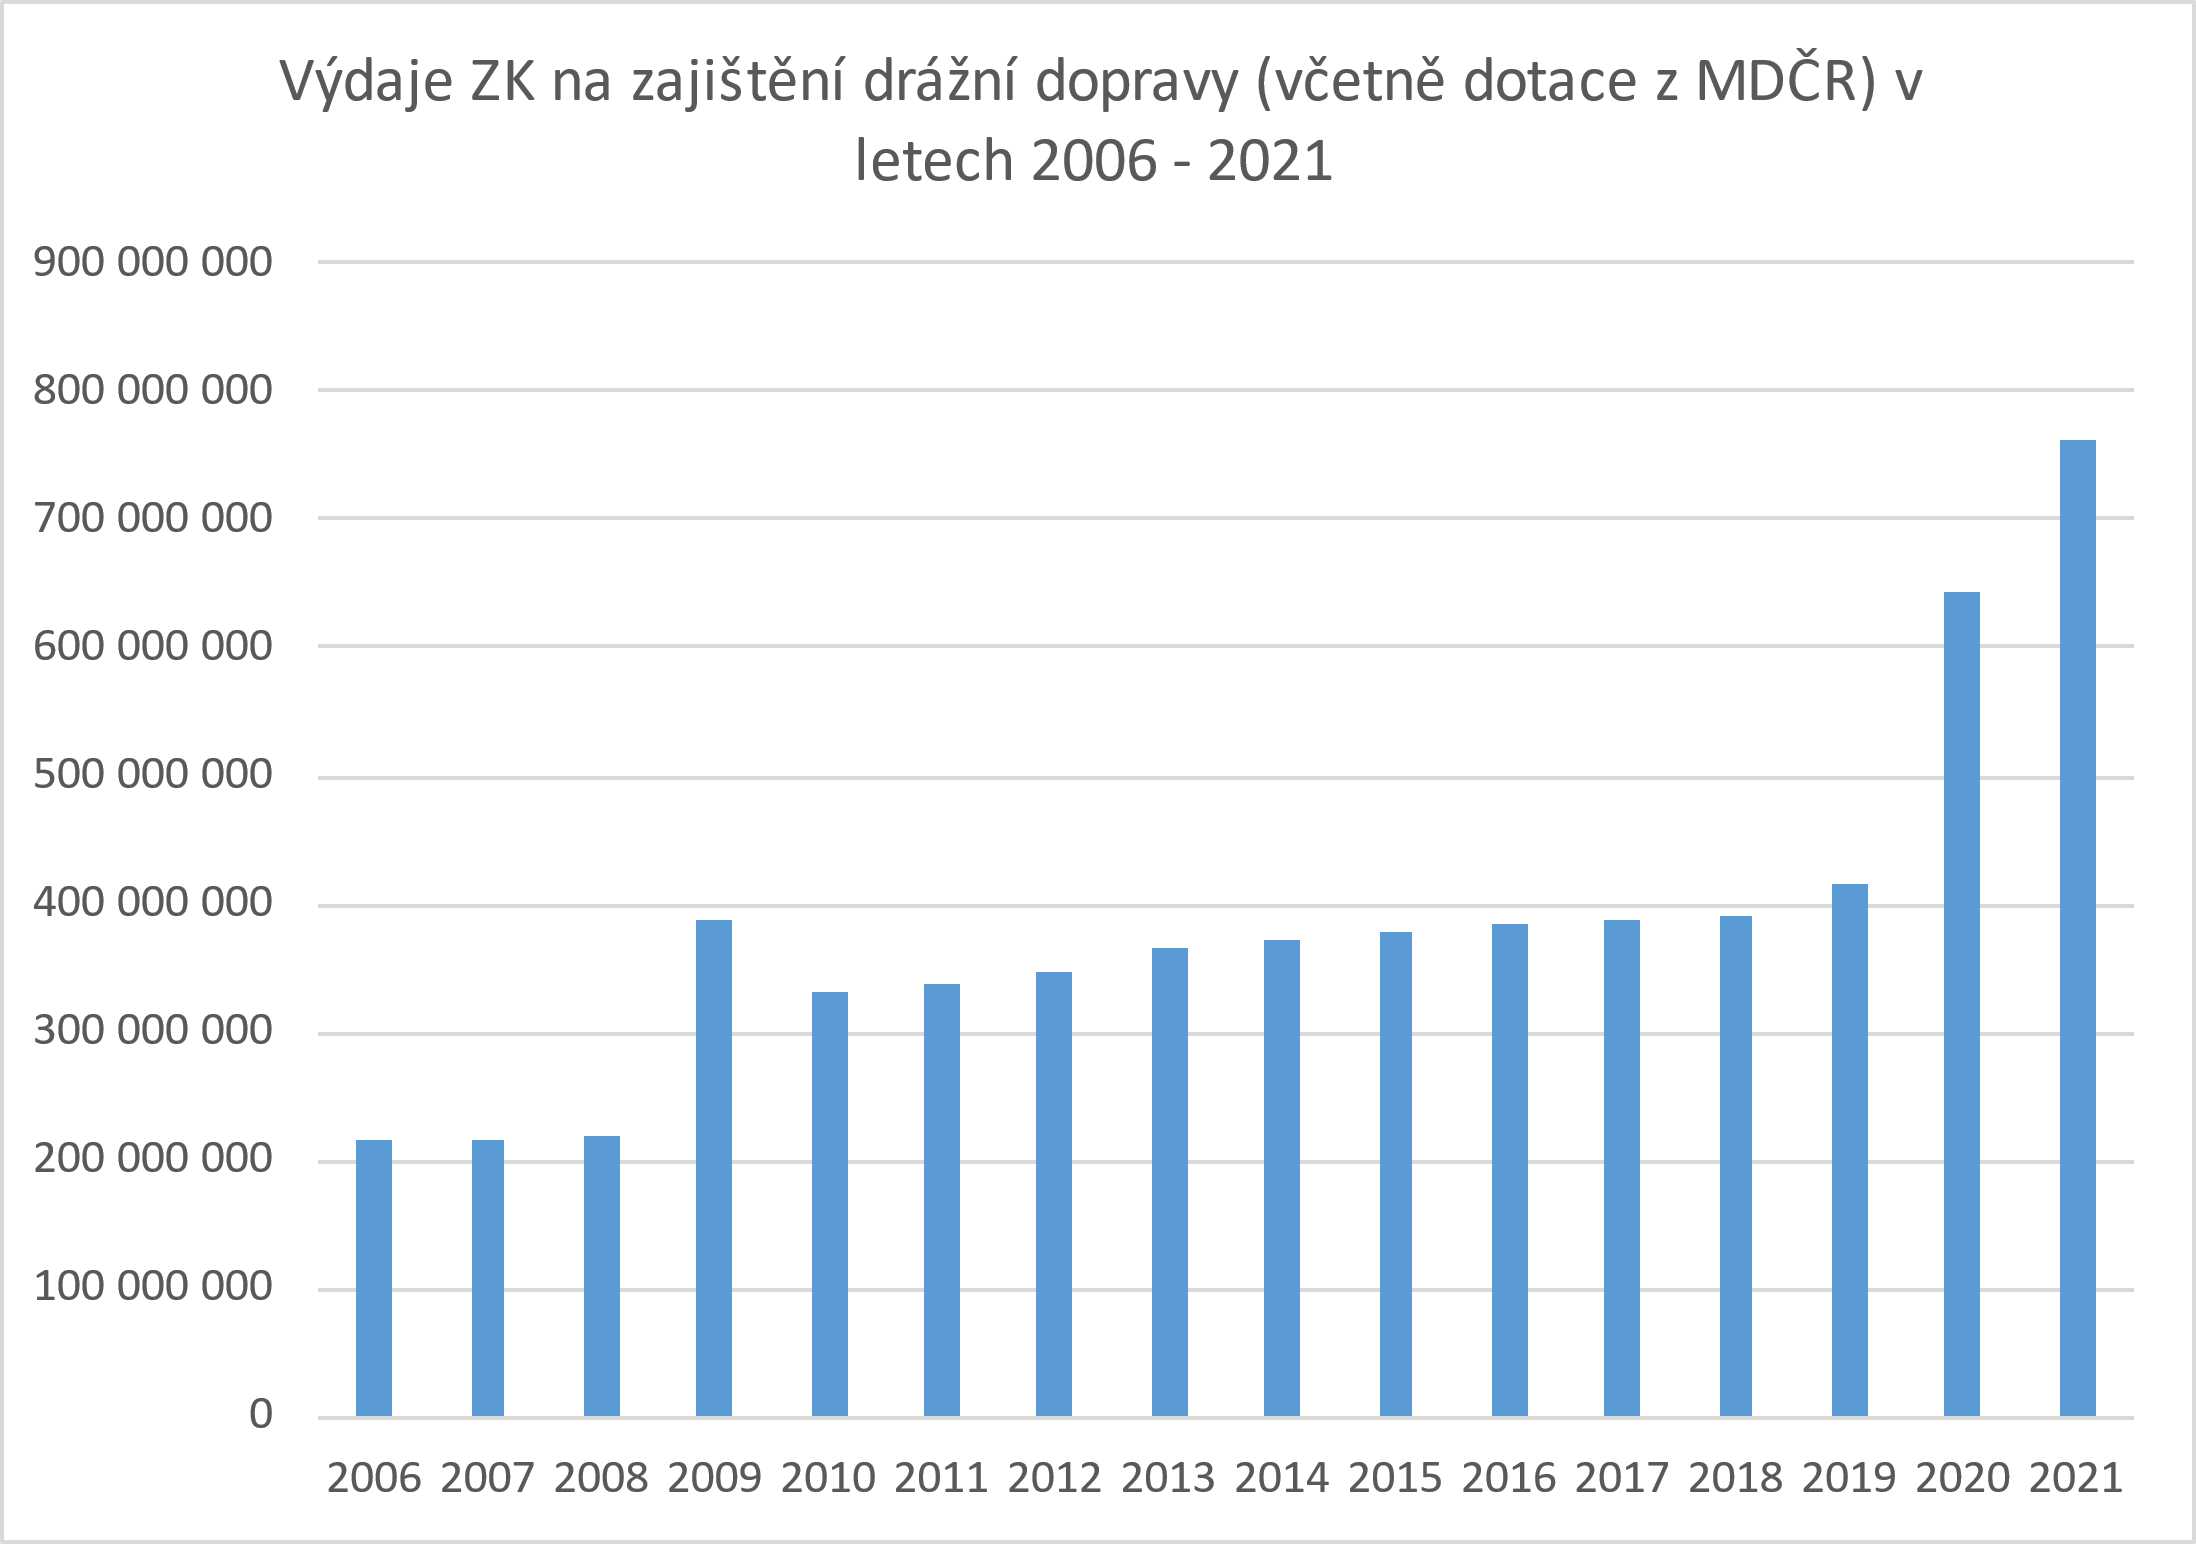 Výdaje ZK na zajištění drážní dopravy (včetně dotace z MDČR) v
letech 2006 - 2021
900 000 000
800 000 000
700 000 000
600 000 000
500 000 000
400 000 000
300 000 000
200 000 000
100 000 000
0
2006 2007 2008 2009 2010 2011 2012 2013 2014 2015 2016 2017 2018 2019 2020 2021